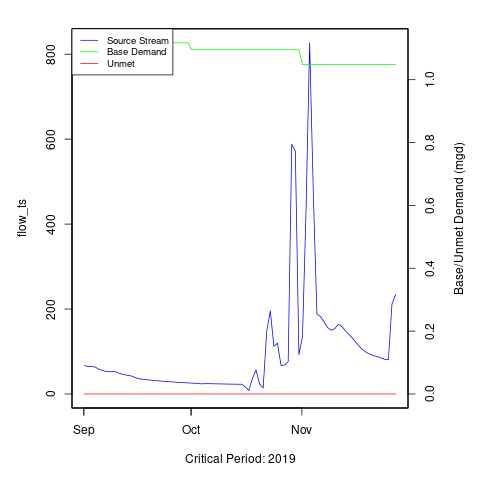 Source Stream
Base Demand
Unmet
flow_ts
0
200
400
600
800
0.0
0.2
0.4
0.6
0.8
1.0
Base/Unmet Demand (mgd)
Sep
Oct
Nov
Critical Period: 2019